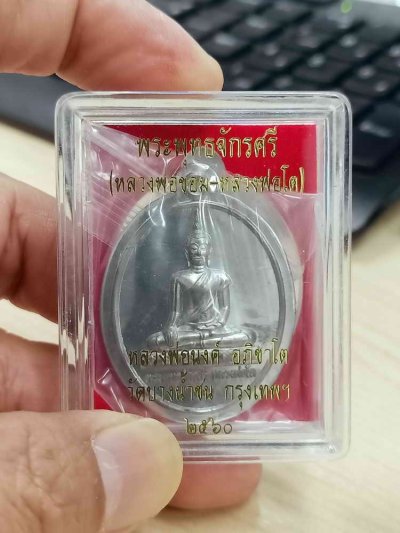 พระพุทธจักรศรี
(หลวงพ่อขอม-หลวงพ่อโต)
หลวงพ่อณงค์ อภิชาโต
วัดบางน้ำชน กรุงเทพฯ
๒๕๖๐